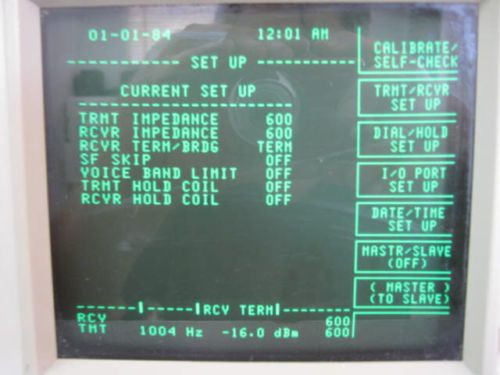 01-01-84 12:01 AM
SET UP
CURRENT SET UP
TRMT IMPEDANCE 600
RCVR IMPEDANCE 600
RCVR TERM/BRDG TERM
SF SKIP OFF
VOICE BAND LIMIT OFF
TRMT HOLD COIL OFF
RCVR HOLD COIL OFF
RCV TERM
RCV 600
TMT 1004 Hz -16.0 dBm 600
CALIBRATE/
SELF-CHECK
TRMT/RCVR
SET UP
DIAL/HOLD
SET UP
I/O PORT
SET UP
DATE/TIME
SET UP
MASTR/SLAVE
(OFF)
( MASTER )
(TO SLAVE)